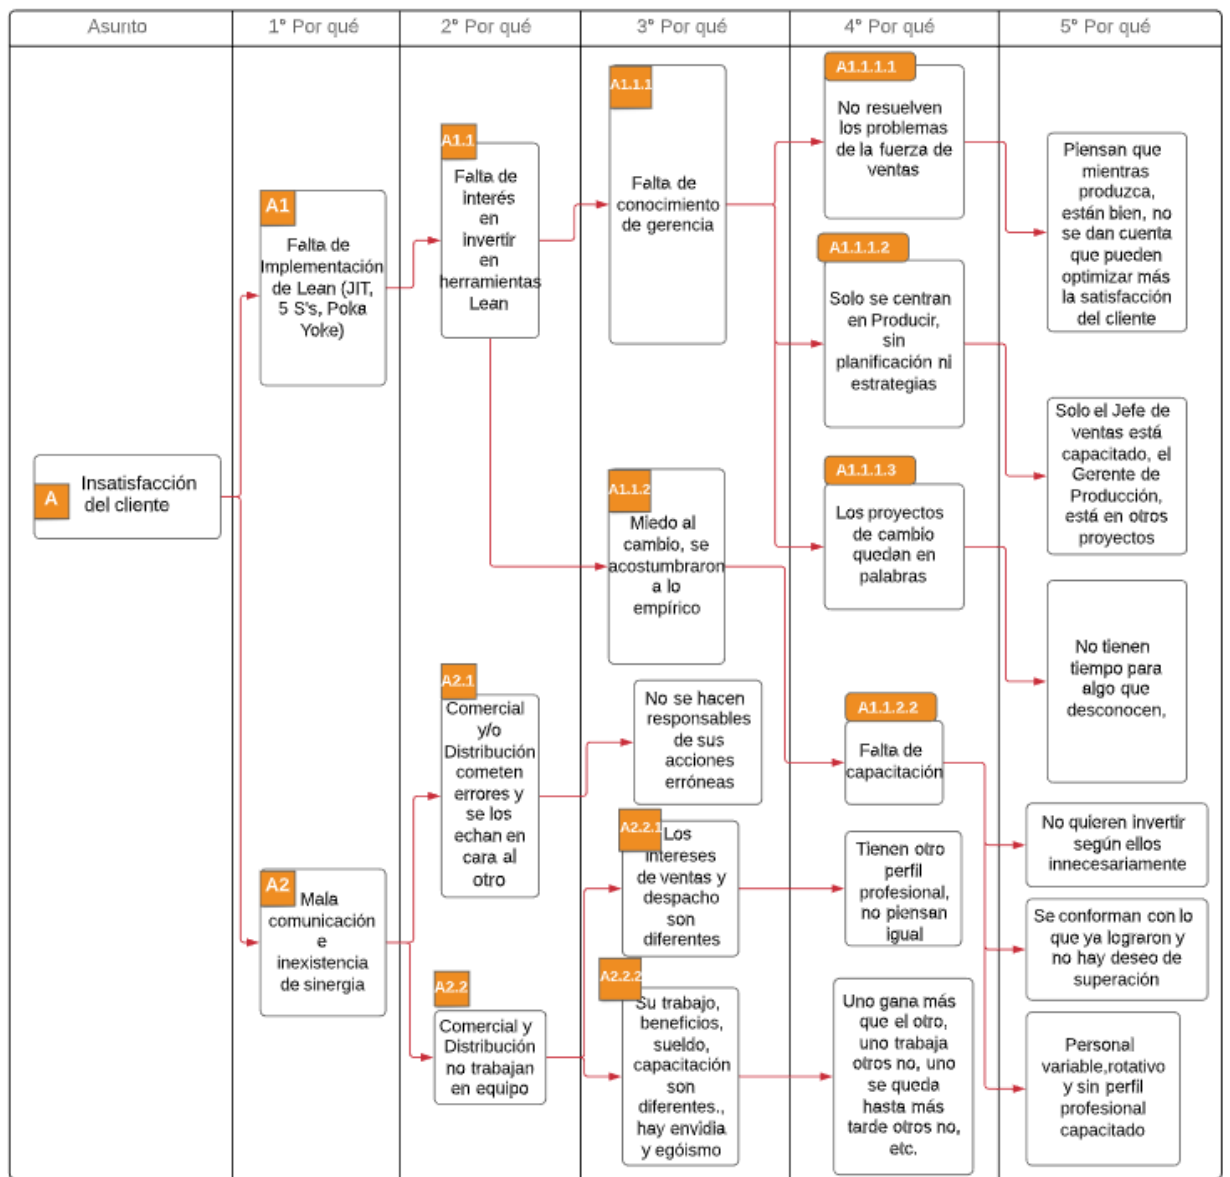 Asunto
1° Por qué
2° Por qué
3° Por qué
4° Por qué
5° Por qué
A
Insatisfacción
del cliente
A1
Falta de
Implementación
de Lean (JIT,
5 S's, Poka
Yoke)
A2
Mala
comunicación
e
inexistencia
de sinergia
A1.1
Falta de
interés
en
invertir
en
herramientas
Lean
A2.1
Comercial
y/o
Distribución
cometen
errores y
se los
echan en
cara al
otro
A2.2
Comercial y
Distribución
no trabajan
en equipo
A1.1.1
Falta de
conocimiento
de gerencia
A1.1.2
Miedo al
cambio, se
acostumbraron
a lo
empírico
No se hacen
responsables
de sus
acciones
erróneas
A2.2.1
Los
intereses
de ventas y
despacho
son
diferentes
A2.2.2
Su trabajo,
beneficios,
sueldo,
capacitación
son
diferentes.,
hay envidia
y egóismo
A1.1.1.1
No resuelven
los problemas
de la fuerza de
ventas
A1.1.1.2
Solo se centran
en Producir,
sin
planificación ni
estrategias
A1.1.1.3
Los proyectos
de cambio
quedan en
palabras
A1.1.2.2
Falta de
capacitación
Tienen otro
perfil
profesional,
no piensan
igual
Uno gana más
que el otro,
uno trabaja
otros no, uno
se queda
hasta más
tarde otros no,
etc.
Piensan que
mientras
produzca,
están bien, no
se dan cuenta
que pueden
optimizar más
la satisfacción
del cliente
Solo el Jefe de
ventas está
capacitado, el
Gerente de
Producción,
está en otros
proyectos
No tienen
tiempo para
algo que
desconocen,
No quieren invertir
según ellos
innecesariamente
Se conforman con lo
que ya lograron y
no hay deseo de
superación
Personal
variable,rotativo
y sin perfil
profesional
capacitado